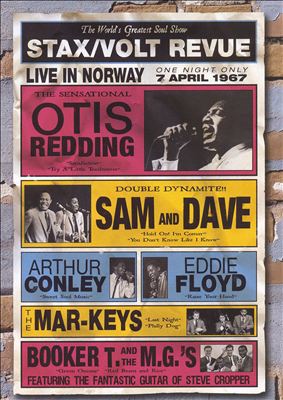 The World's Greatest Soul Show
STAX/VOLT REVUE
LIVE IN NORWAY
ONE NIGHT ONLY
7 APRIL 1967
THE SENSATIONAL
OTIS
REDDING
"Satisfaction"
"Try A Little Tenderness"
DOUBLE DYNAMITE!!
SAM AND DAVE
"Hold On! I'm Comin'"
"You Don't Know Like I Know"
ARTHUR
CONLEY
"Sweet Soul Music"
EDDIE
FLOYD
"Raise Your Hand"
THE
MAR-KEYS
"Last Night"
"Philly Dog"
BOOKER T. AND THE M.G.'S
"Green Onions" "Red Beans and Rice"
FEATURING THE FANTASTIC GUITAR OF STEVE CROPPER